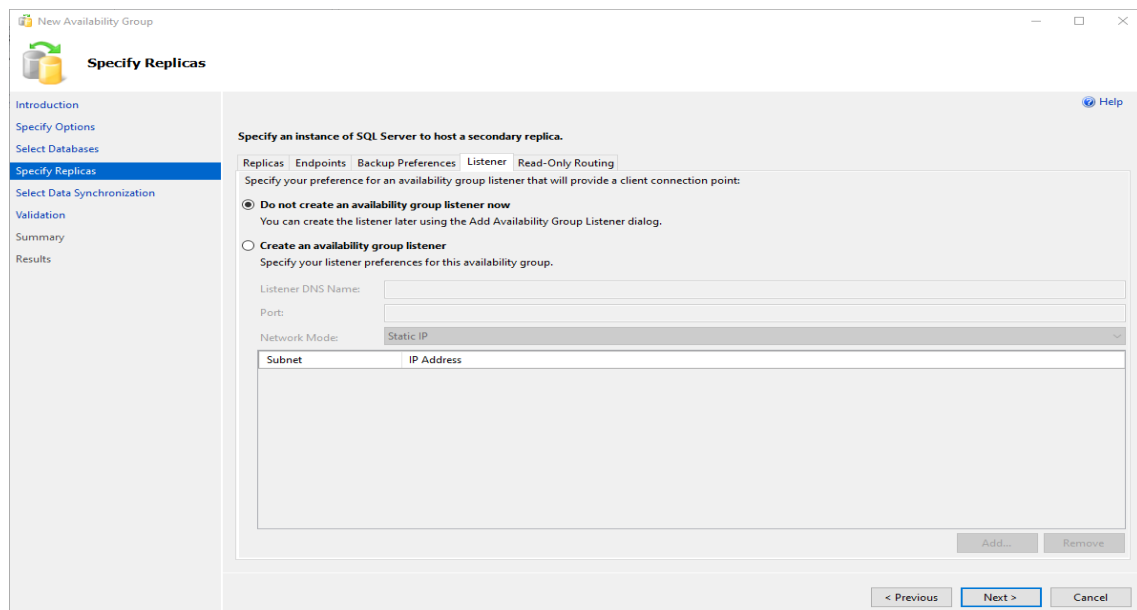 New Availability Group
Specify Replicas
Introduction
Specify Options
Select Databases
Specify Replicas
Select Data Synchronization
Validation
Summary
Results
Help
Specify an instance of SQL Server to host a secondary replica.
Replicas Endpoints Backup Preferences Listener Read-Only Routing
Specify your preference for an availability group listener that will provide a client connection point:
Do not create an availability group listener now
You can create the listener later using the Add Availability Group Listener dialog.
Create an availability group listener
Specify your listener preferences for this availability group.
Listener DNS Name:
Port:
Network Mode: Static IP
Subnet IP Address
Add... Remove
< Previous Next > Cancel